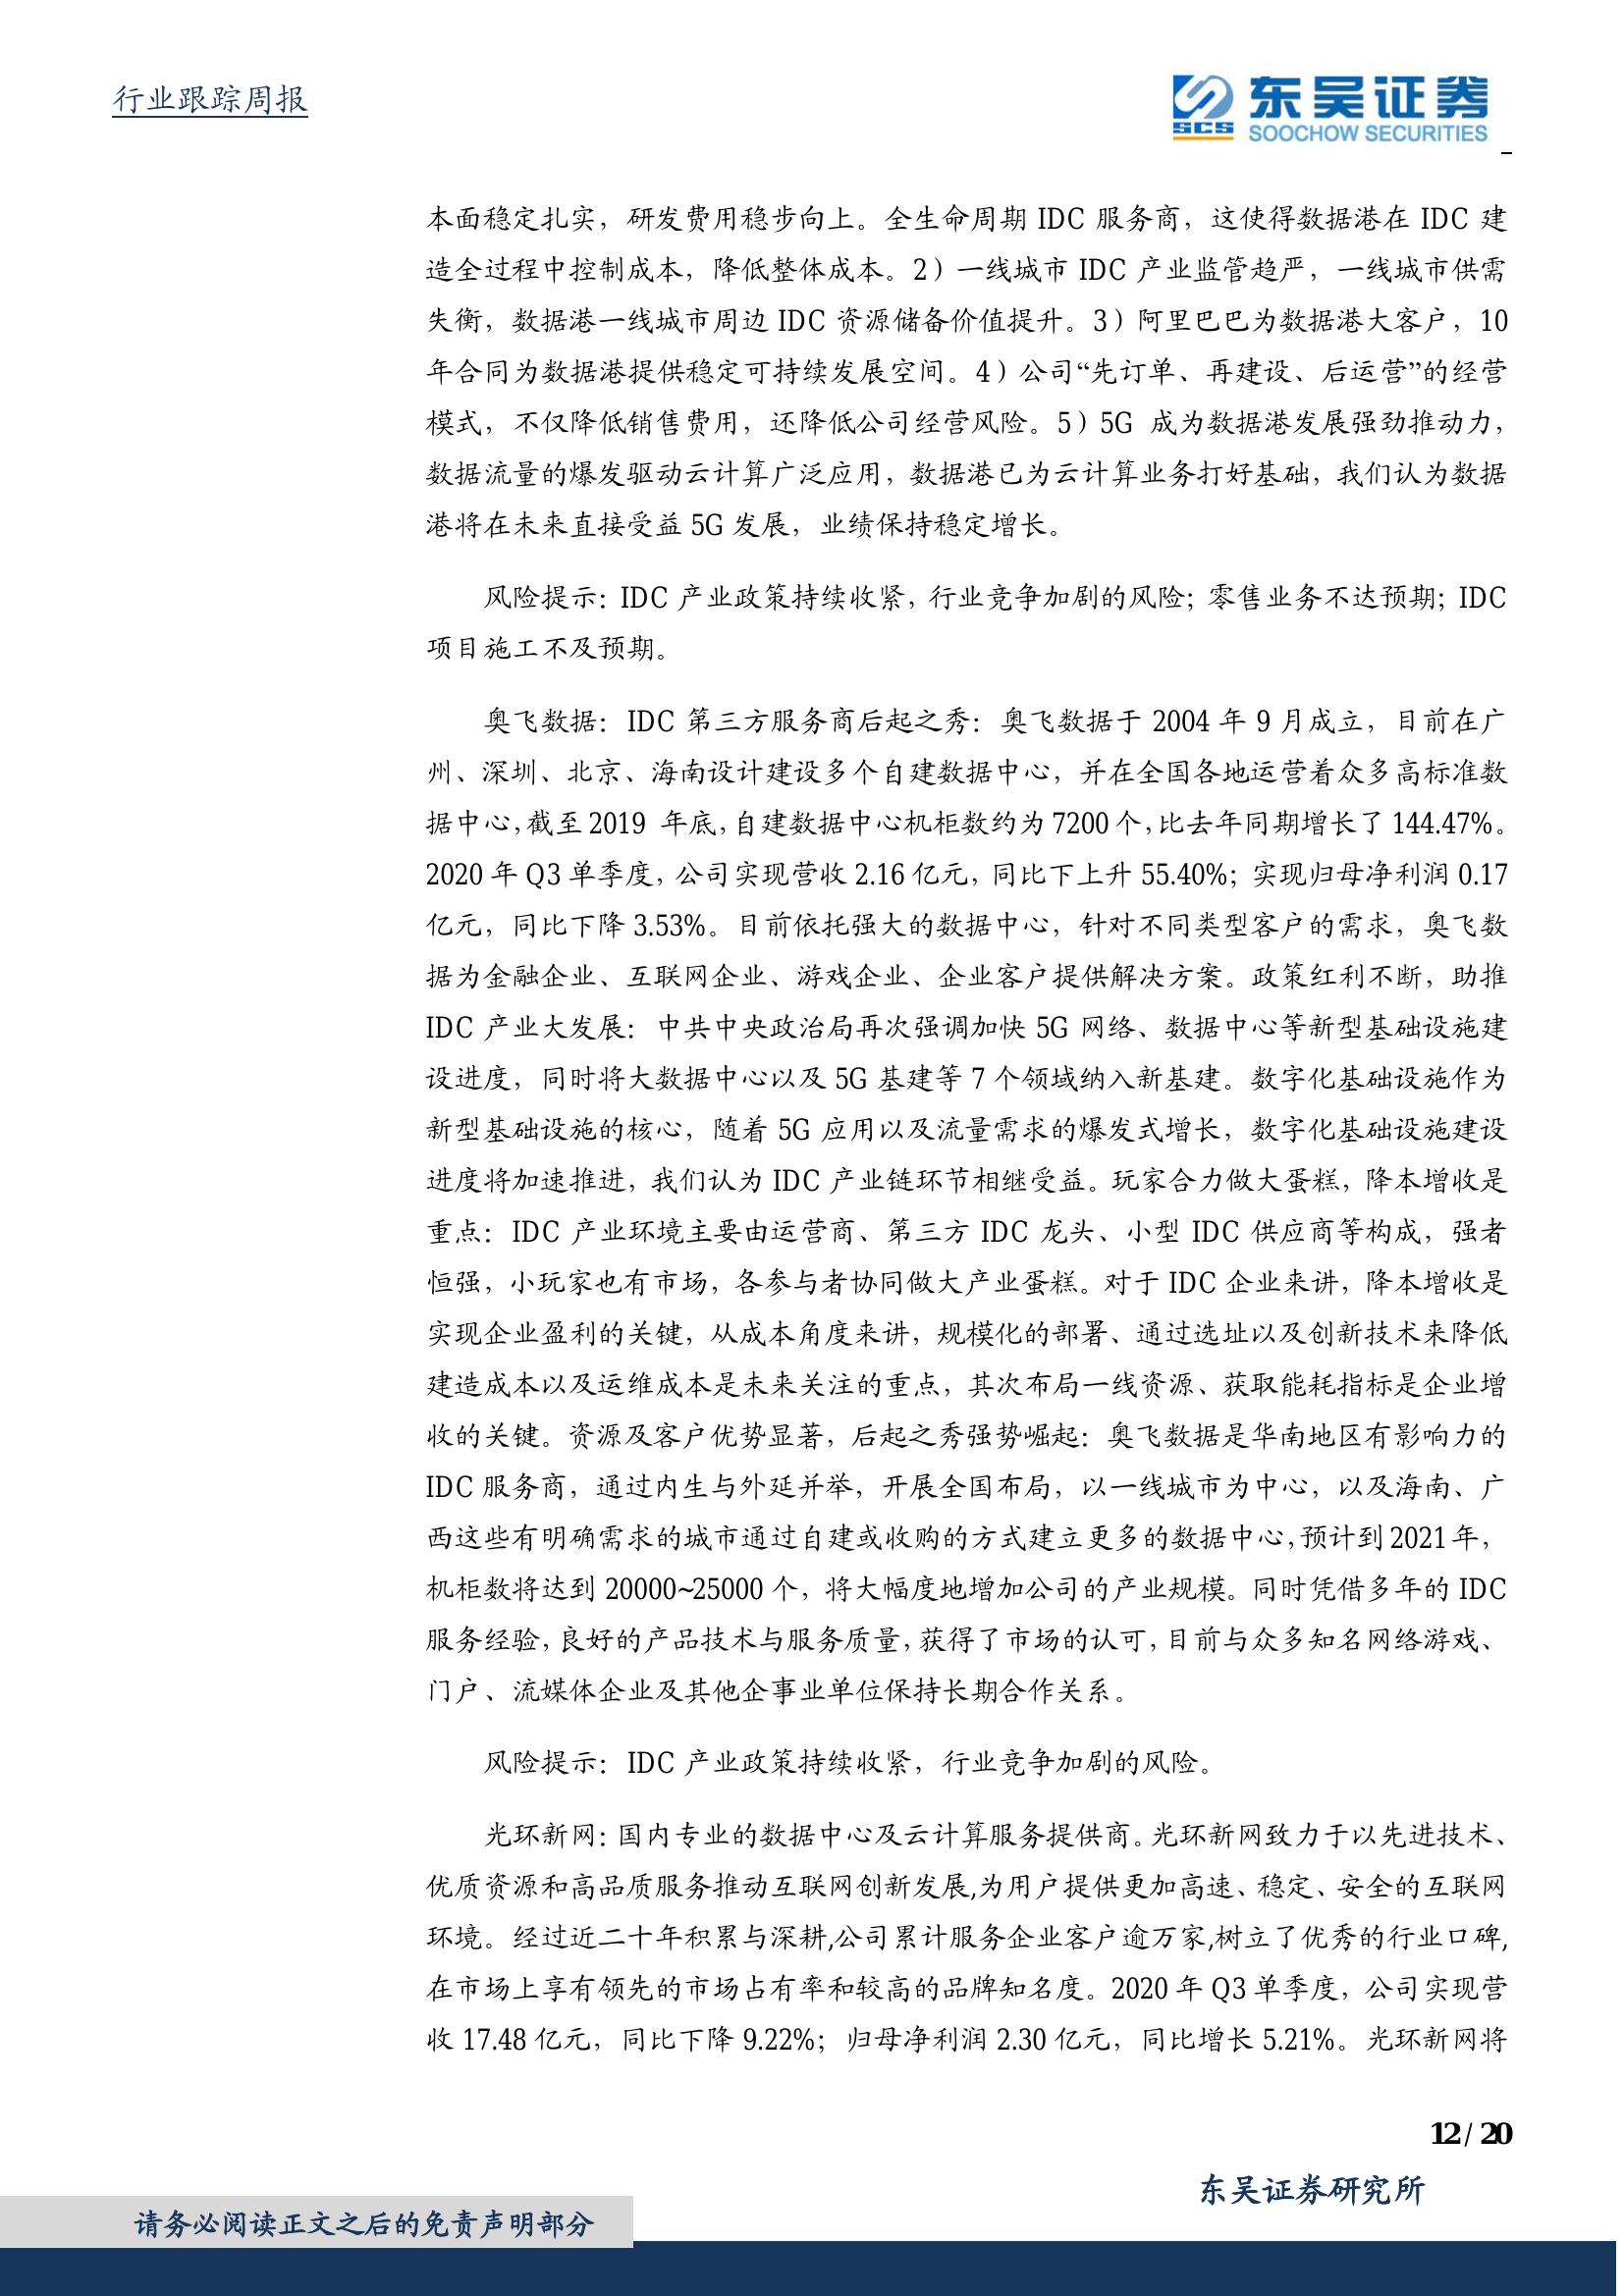 行业跟踪周报
SCS 东吴证券
SOOCHOW SECURITIES
本面稳定扎实，研发费用稳步向上。全生命周期 IDC 服务商，这使得数据港在 IDC 建
造全过程中控制成本，降低整体成本。2）一线城市 IDC 产业监管趋严，一线城市供需
失衡，数据港一线城市周边 IDC 资源储备价值提升。3）阿里巴巴为数据港大客户，10
年合同为数据港提供稳定可持续发展空间。4）公司“先订单、再建设、后运营”的经营
模式，不仅降低销售费用，还降低公司经营风险。5）5G 成为数据港发展强劲推动力，
数据流量的爆发驱动云计算广泛应用，数据港已为云计算业务打好基础，我们认为数据
港将在未来直接受益 5G 发展，业绩保持稳定增长。
风险提示：IDC 产业政策持续收紧，行业竞争加剧的风险；零售业务不达预期；IDC
项目施工不及预期。
奥飞数据：IDC 第三方服务商后起之秀：奥飞数据于 2004 年 9 月成立，目前在广
州、深圳、北京、海南设计建设多个自建数据中心，并在全国各地运营着众多高标准数
据中心，截至 2019 年底，自建数据中心机柜数约为 7200 个，比去年同期增长了 144.47%。
2020 年 Q3 单季度，公司实现营收 2.16 亿元，同比下上升 55.40%；实现归母净利润 0.17
亿元，同比下降 3.53%。目前依托强大的数据中心，针对不同类型客户的需求，奥飞数
据为金融企业、互联网企业、游戏企业、企业客户提供解决方案。政策红利不断，助推
IDC 产业大发展：中共中央政治局再次强调加快 5G 网络、数据中心等新型基础设施建
设进度，同时将大数据中心以及 5G 基建等 7 个领域纳入新基建。数字化基础设施作为
新型基础设施的核心，随着 5G 应用以及流量需求的爆发式增长，数字化基础设施建设
进度将加速推进，我们认为 IDC 产业链环节相继受益。玩家合力做大蛋糕，降本增收是
重点：IDC 产业环境主要由运营商、第三方 IDC 龙头、小型 IDC 供应商等构成，强者
恒强，小玩家也有市场，各参与者协同做大产业蛋糕。对于 IDC 企业来讲，降本增收是
实现企业盈利的关键，从成本角度来讲，规模化的部署、通过选址以及创新技术来降低
建造成本以及运维成本是未来关注的重点，其次布局一线资源、获取能耗指标是企业增
收的关键。资源及客户优势显著，后起之秀强势崛起：奥飞数据是华南地区有影响力的
IDC 服务商，通过内生与外延并举，开展全国布局，以一线城市为中心，以及海南、广
西这些有明确需求的城市通过自建或收购的方式建立更多的数据中心，预计到 2021 年，
机柜数将达到 20000~25000 个，将大幅度地增加公司的产业规模。同时凭借多年的 IDC
服务经验，良好的产品技术与服务质量，获得了市场的认可，目前与众多知名网络游戏、
门户、流媒体企业及其他企事业单位保持长期合作关系。
风险提示：IDC 产业政策持续收紧，行业竞争加剧的风险。
光环新网：国内专业的数据中心及云计算服务提供商。光环新网致力于以先进技术、
优质资源和高品质服务推动互联网创新发展,为用户提供更加高速、稳定、安全的互联网
环境。经过近二十年积累与深耕,公司累计服务企业客户逾万家,树立了优秀的行业口碑,
在市场上享有领先的市场占有率和较高的品牌知名度。2020 年 Q3 单季度，公司实现营
收 17.48 亿元，同比下降 9.22%；归母净利润 2.30 亿元，同比增长 5.21%。光环新网将
12 / 20
东吴证券研究所
请务必阅读正文之后的免责声明部分